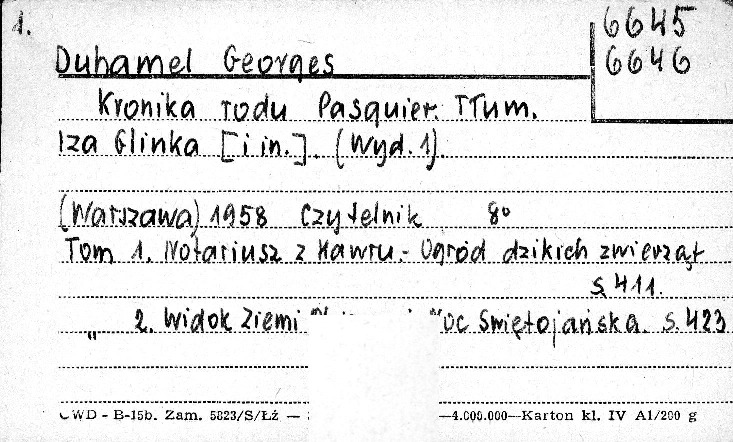 1.
6645
6646
Duhamel Georges
Kronika rodu Pasquier. Tłum.
Iza Glinka [i in.]. (Wyd. 1).
(Warszawa) 1958 Czytelnik 8°
Tom 1. Notariusz z Hawru.- Ogród dzikich zwierząt
s. 411.
„ 2. Widok Ziemi oc Świętojańska. s. 423
CWD - B-15b. Zam. 5823/S/Łź — —4.000.000—Karton kl. IV A1/200 g